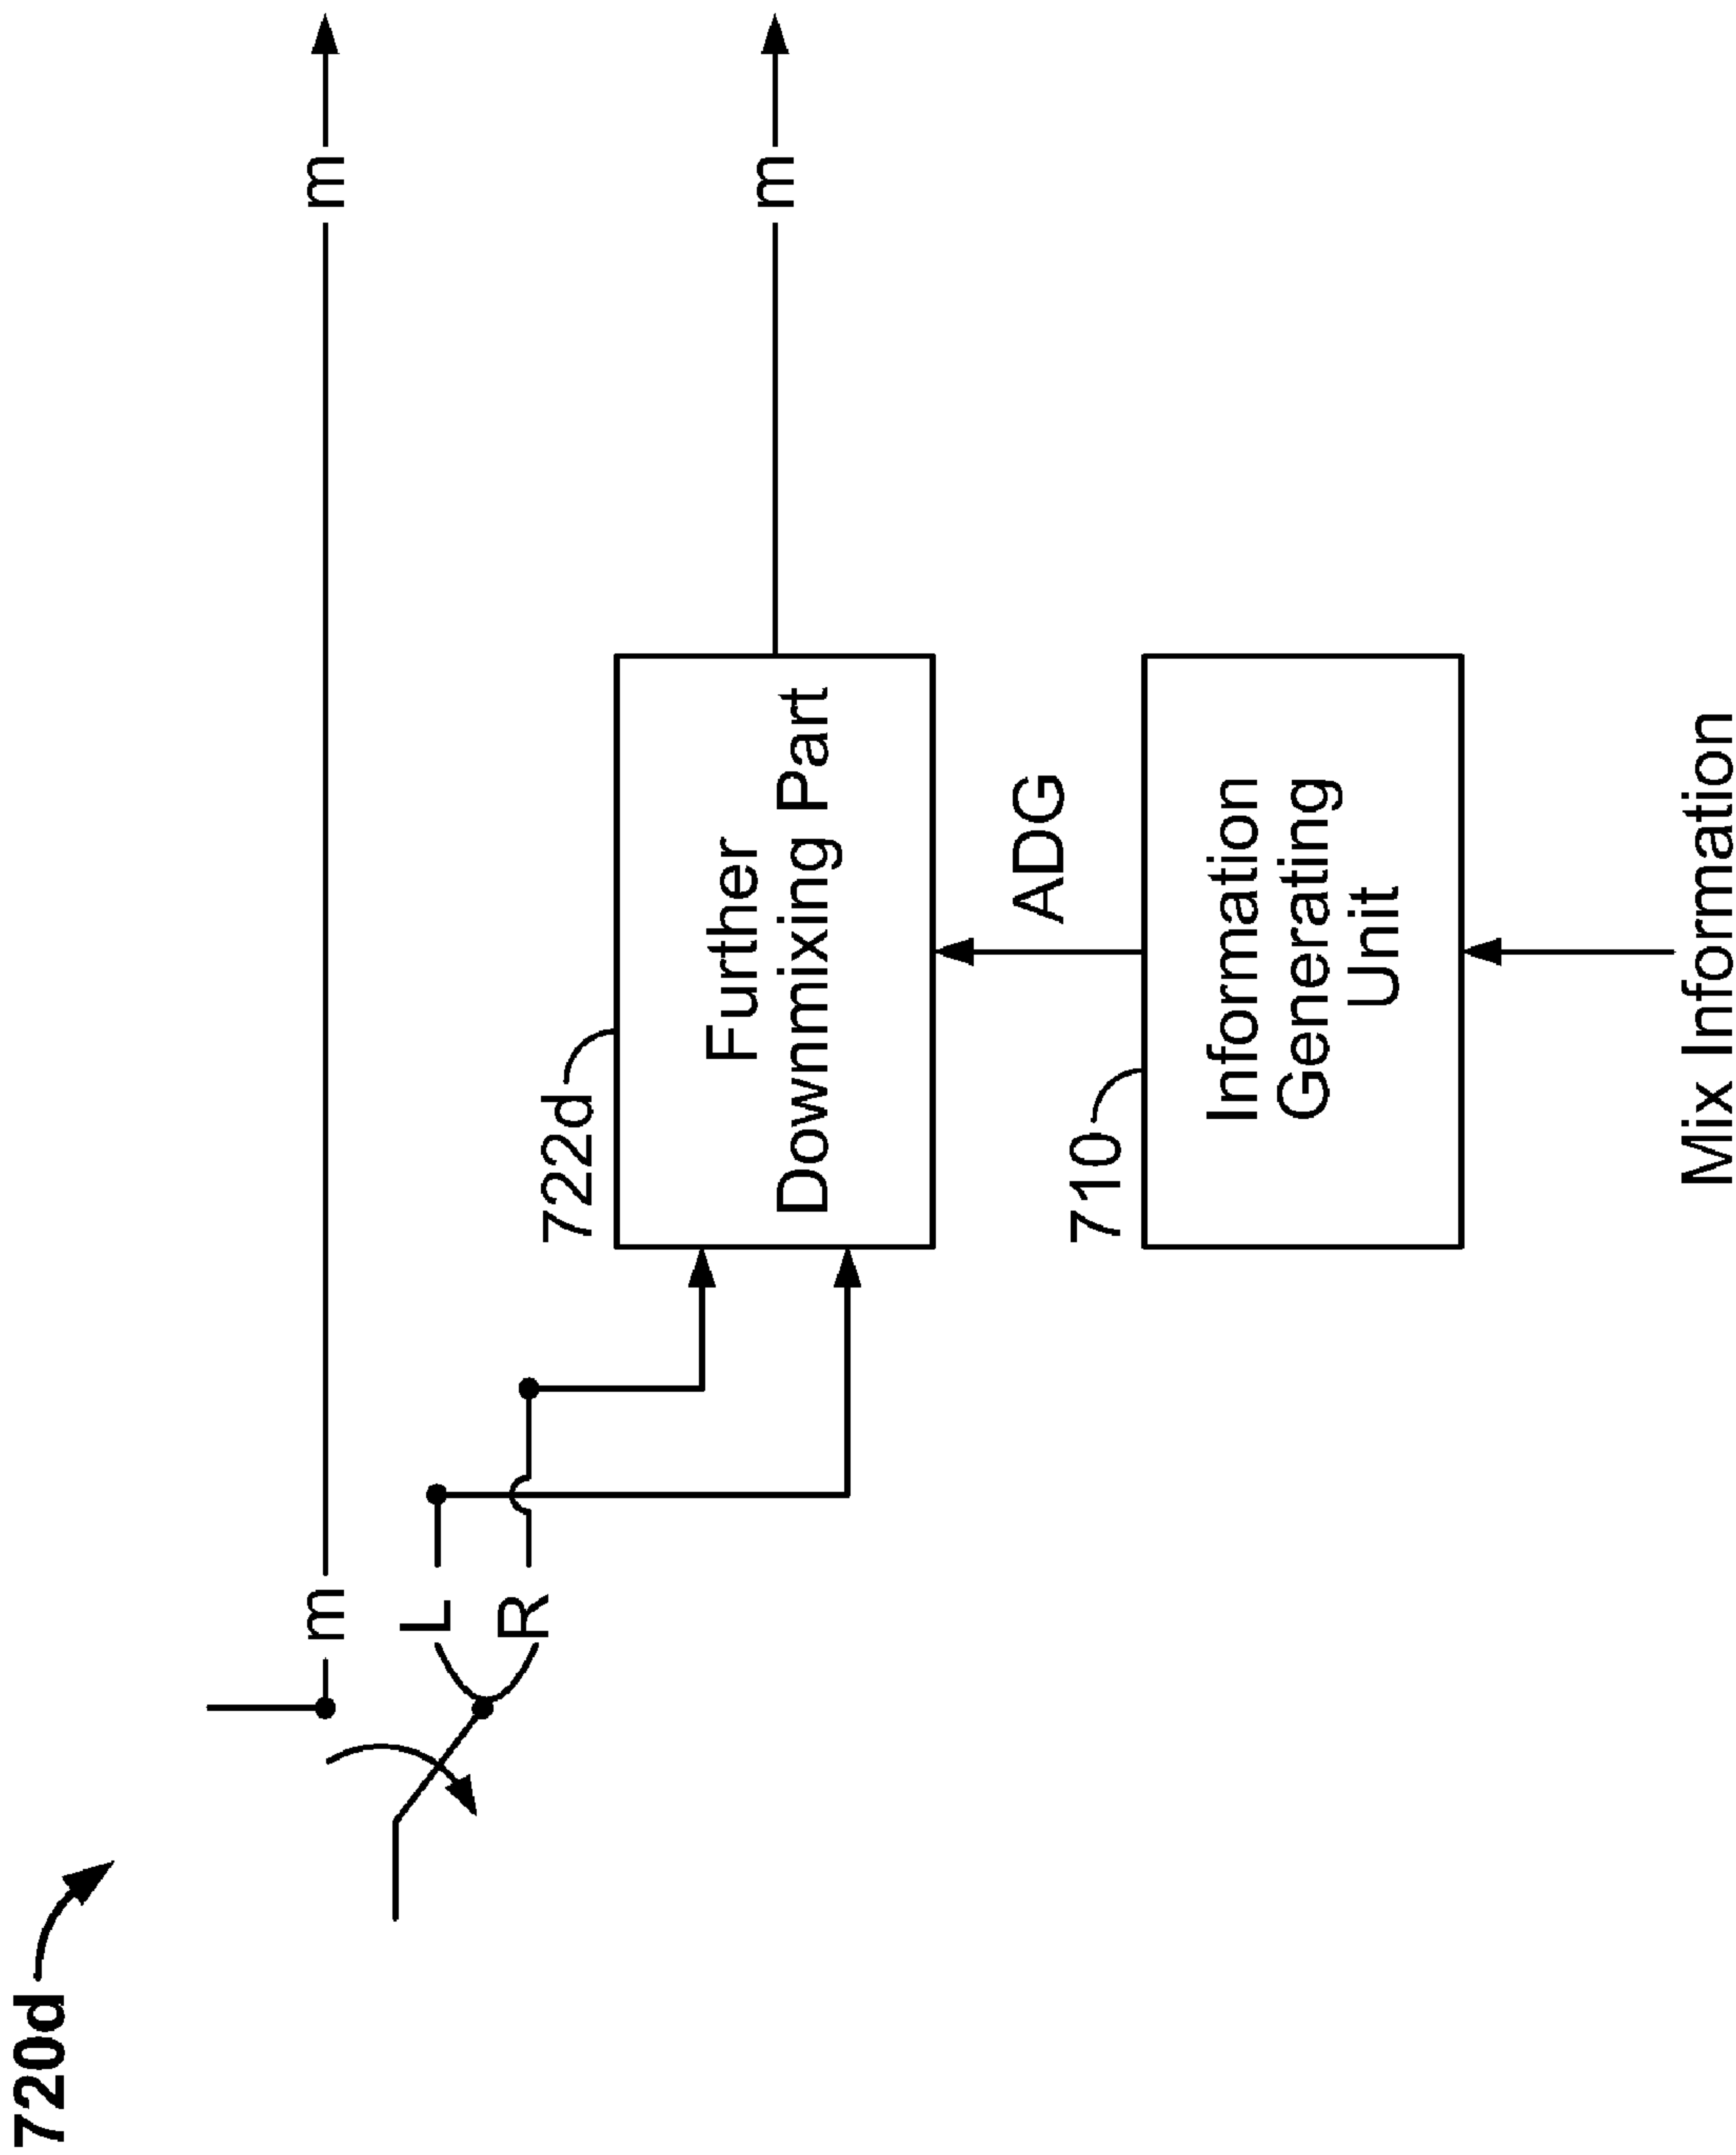 720d
m
m
L
R
722d
Further
Downmixing Part
m
ADG
710
Information
Generating
Unit
Mix Information